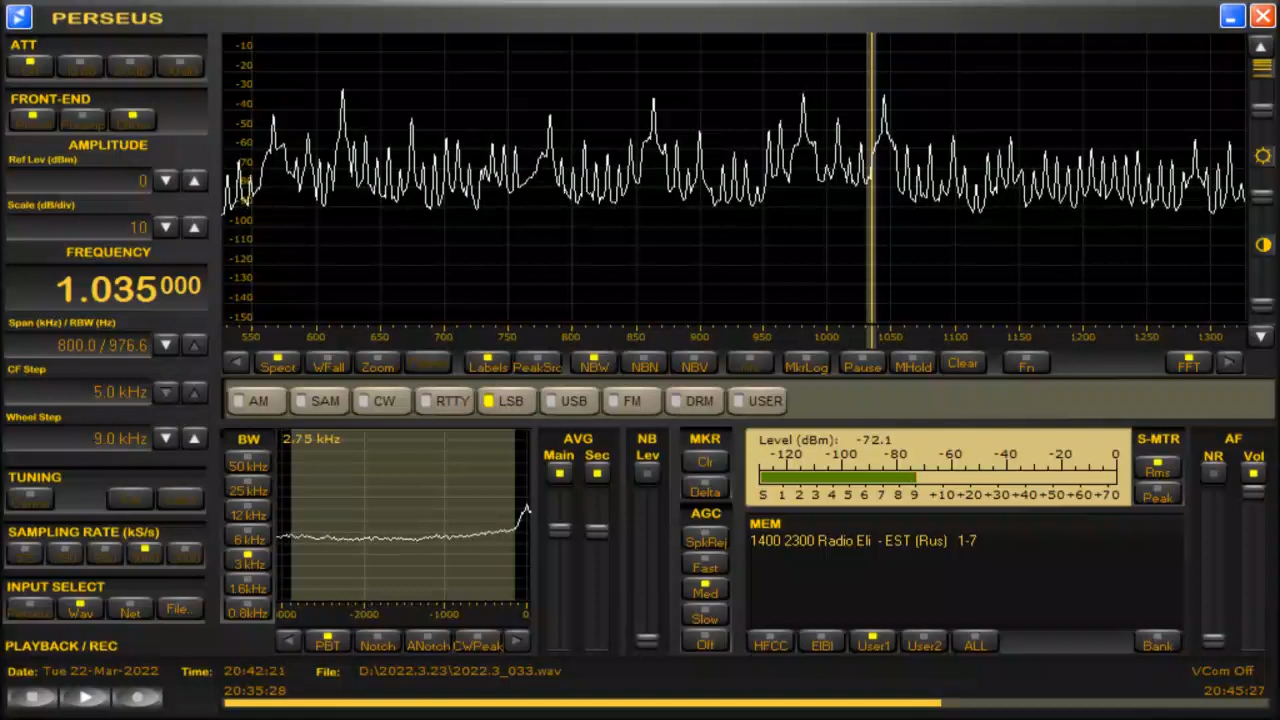 PERSEUS
ATT
FRONT-END
AMPLITUDE
Ref Lev (dBm)
0
Scale (dB/div)
10
FREQUENCY
1.035000
Span (kHz) / RBW (Hz)
800.0 / 976.6
CF Step
5.0 kHz
Wheel Step
9.0 kHz
TUNING
SAMPLING RATE (kS/s)
INPUT SELECT
Wav Net File..
PLAYBACK / REC
-10
-20
-30
-40
-50
-60
-70
-80
-90
-100
-110
-120
-130
-140
-150
550 600 650 700 750 800 850 900 950 1000 1050 1100 1150 1200 1250 1300
Spect WFall Zoom Labels PeakSrc NBW NBN NBV MkrLog Pause MHold Clear Fn FFT
AM SAM CW RTTY LSB USB FM DRM USER
BW
50 kHz
25 kHz
12 kHz
6 kHz
3 kHz
1.6kHz
0.8kHz
2.75 kHz
-2000 -1000 0
PBT Notch ANotch CWPeak
AVG
Main Sec
NB
Lev
MKR
Clr
Delta
AGC
SpkRej
Fast
Med
Slow
Off
Level (dBm): -72.1
-120 -100 -80 -60 -40 -20 0
S 1 2 3 4 5 6 7 8 9 +10+20+30+40+50+60+70
S-MTR
Rms
Peak
AF
NR Vol
MEM
1400 2300 Radio Eli - EST (Rus) 1-7
HFCC EIBI User1 User2 ALL Bank
Date: Tue 22-Mar-2022 Time: 20:42:21 File: D:\2022.3.23\2022.3_033.wav VCom Off
20:35:28 20:45:27